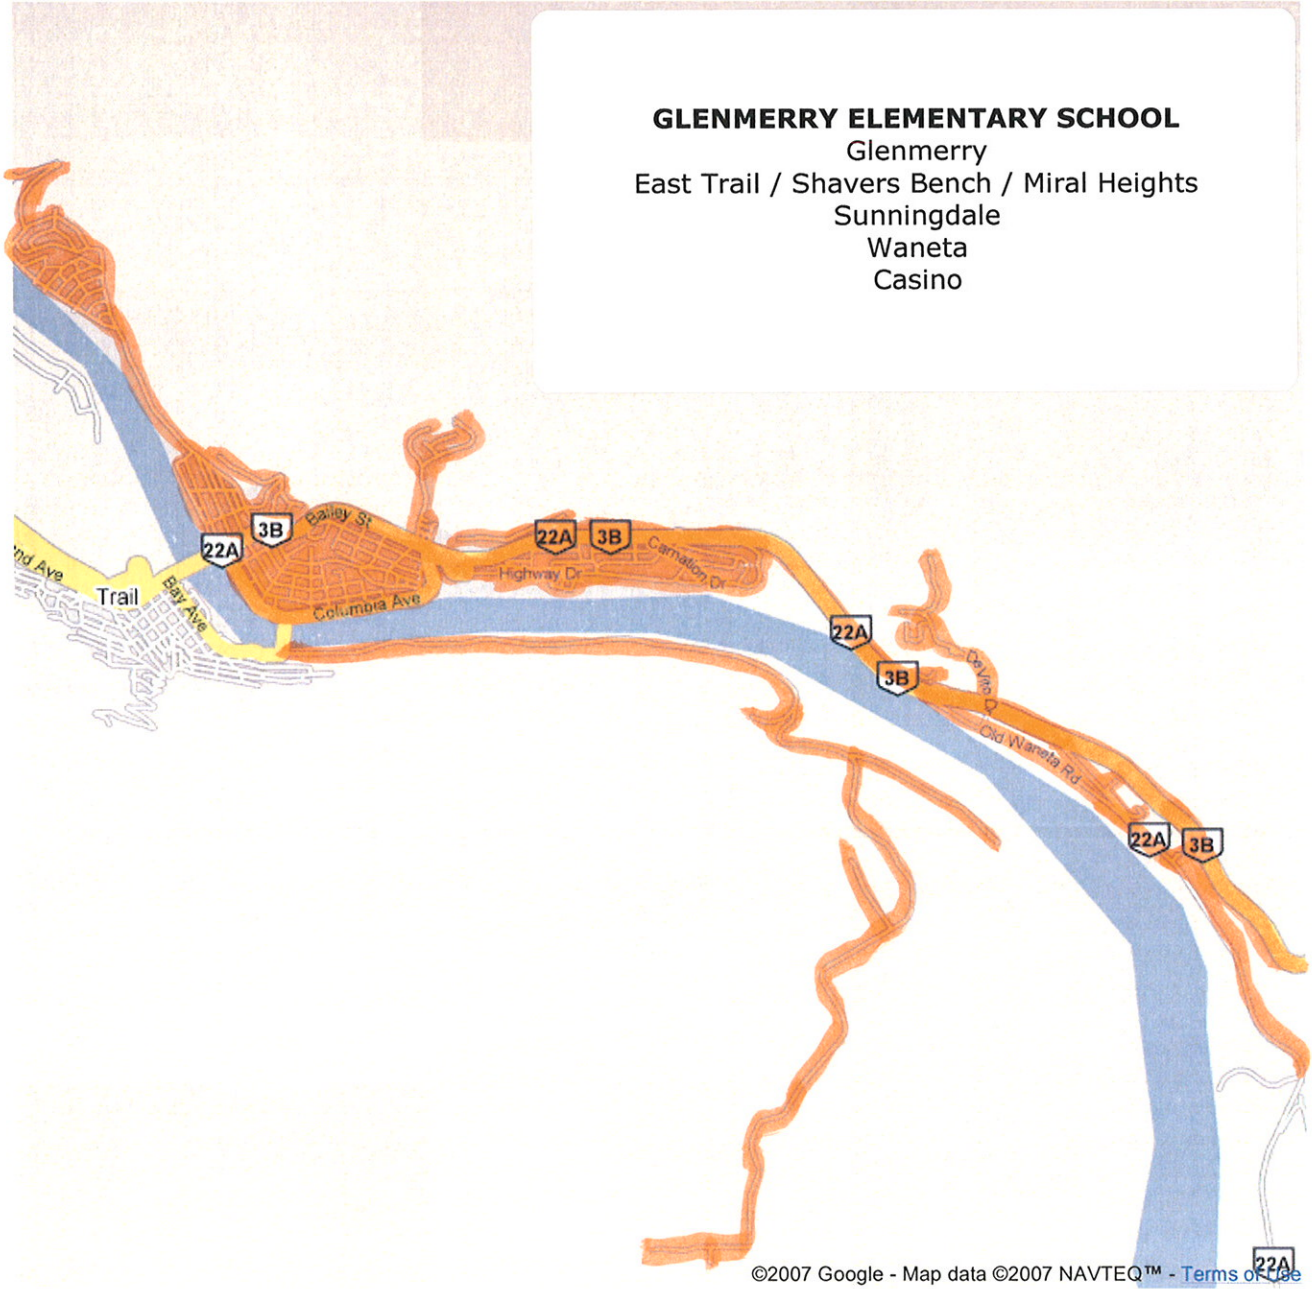 GLENMERRY ELEMENTARY SCHOOL
Glenmerry
East Trail / Shavers Bench / Miral Heights
Sunningdale
Waneta
Casino
Bailey St
3B
22A
22A
3B
Carnation Dr
Highway Dr
nd Ave
Trail
Bay Ave
Columbia Ave
22A
3B
DeVito Dr
Old Waneta Rd
22A
3B
22A
©2007 Google - Map data ©2007 NAVTEQ™ - Terms of Use